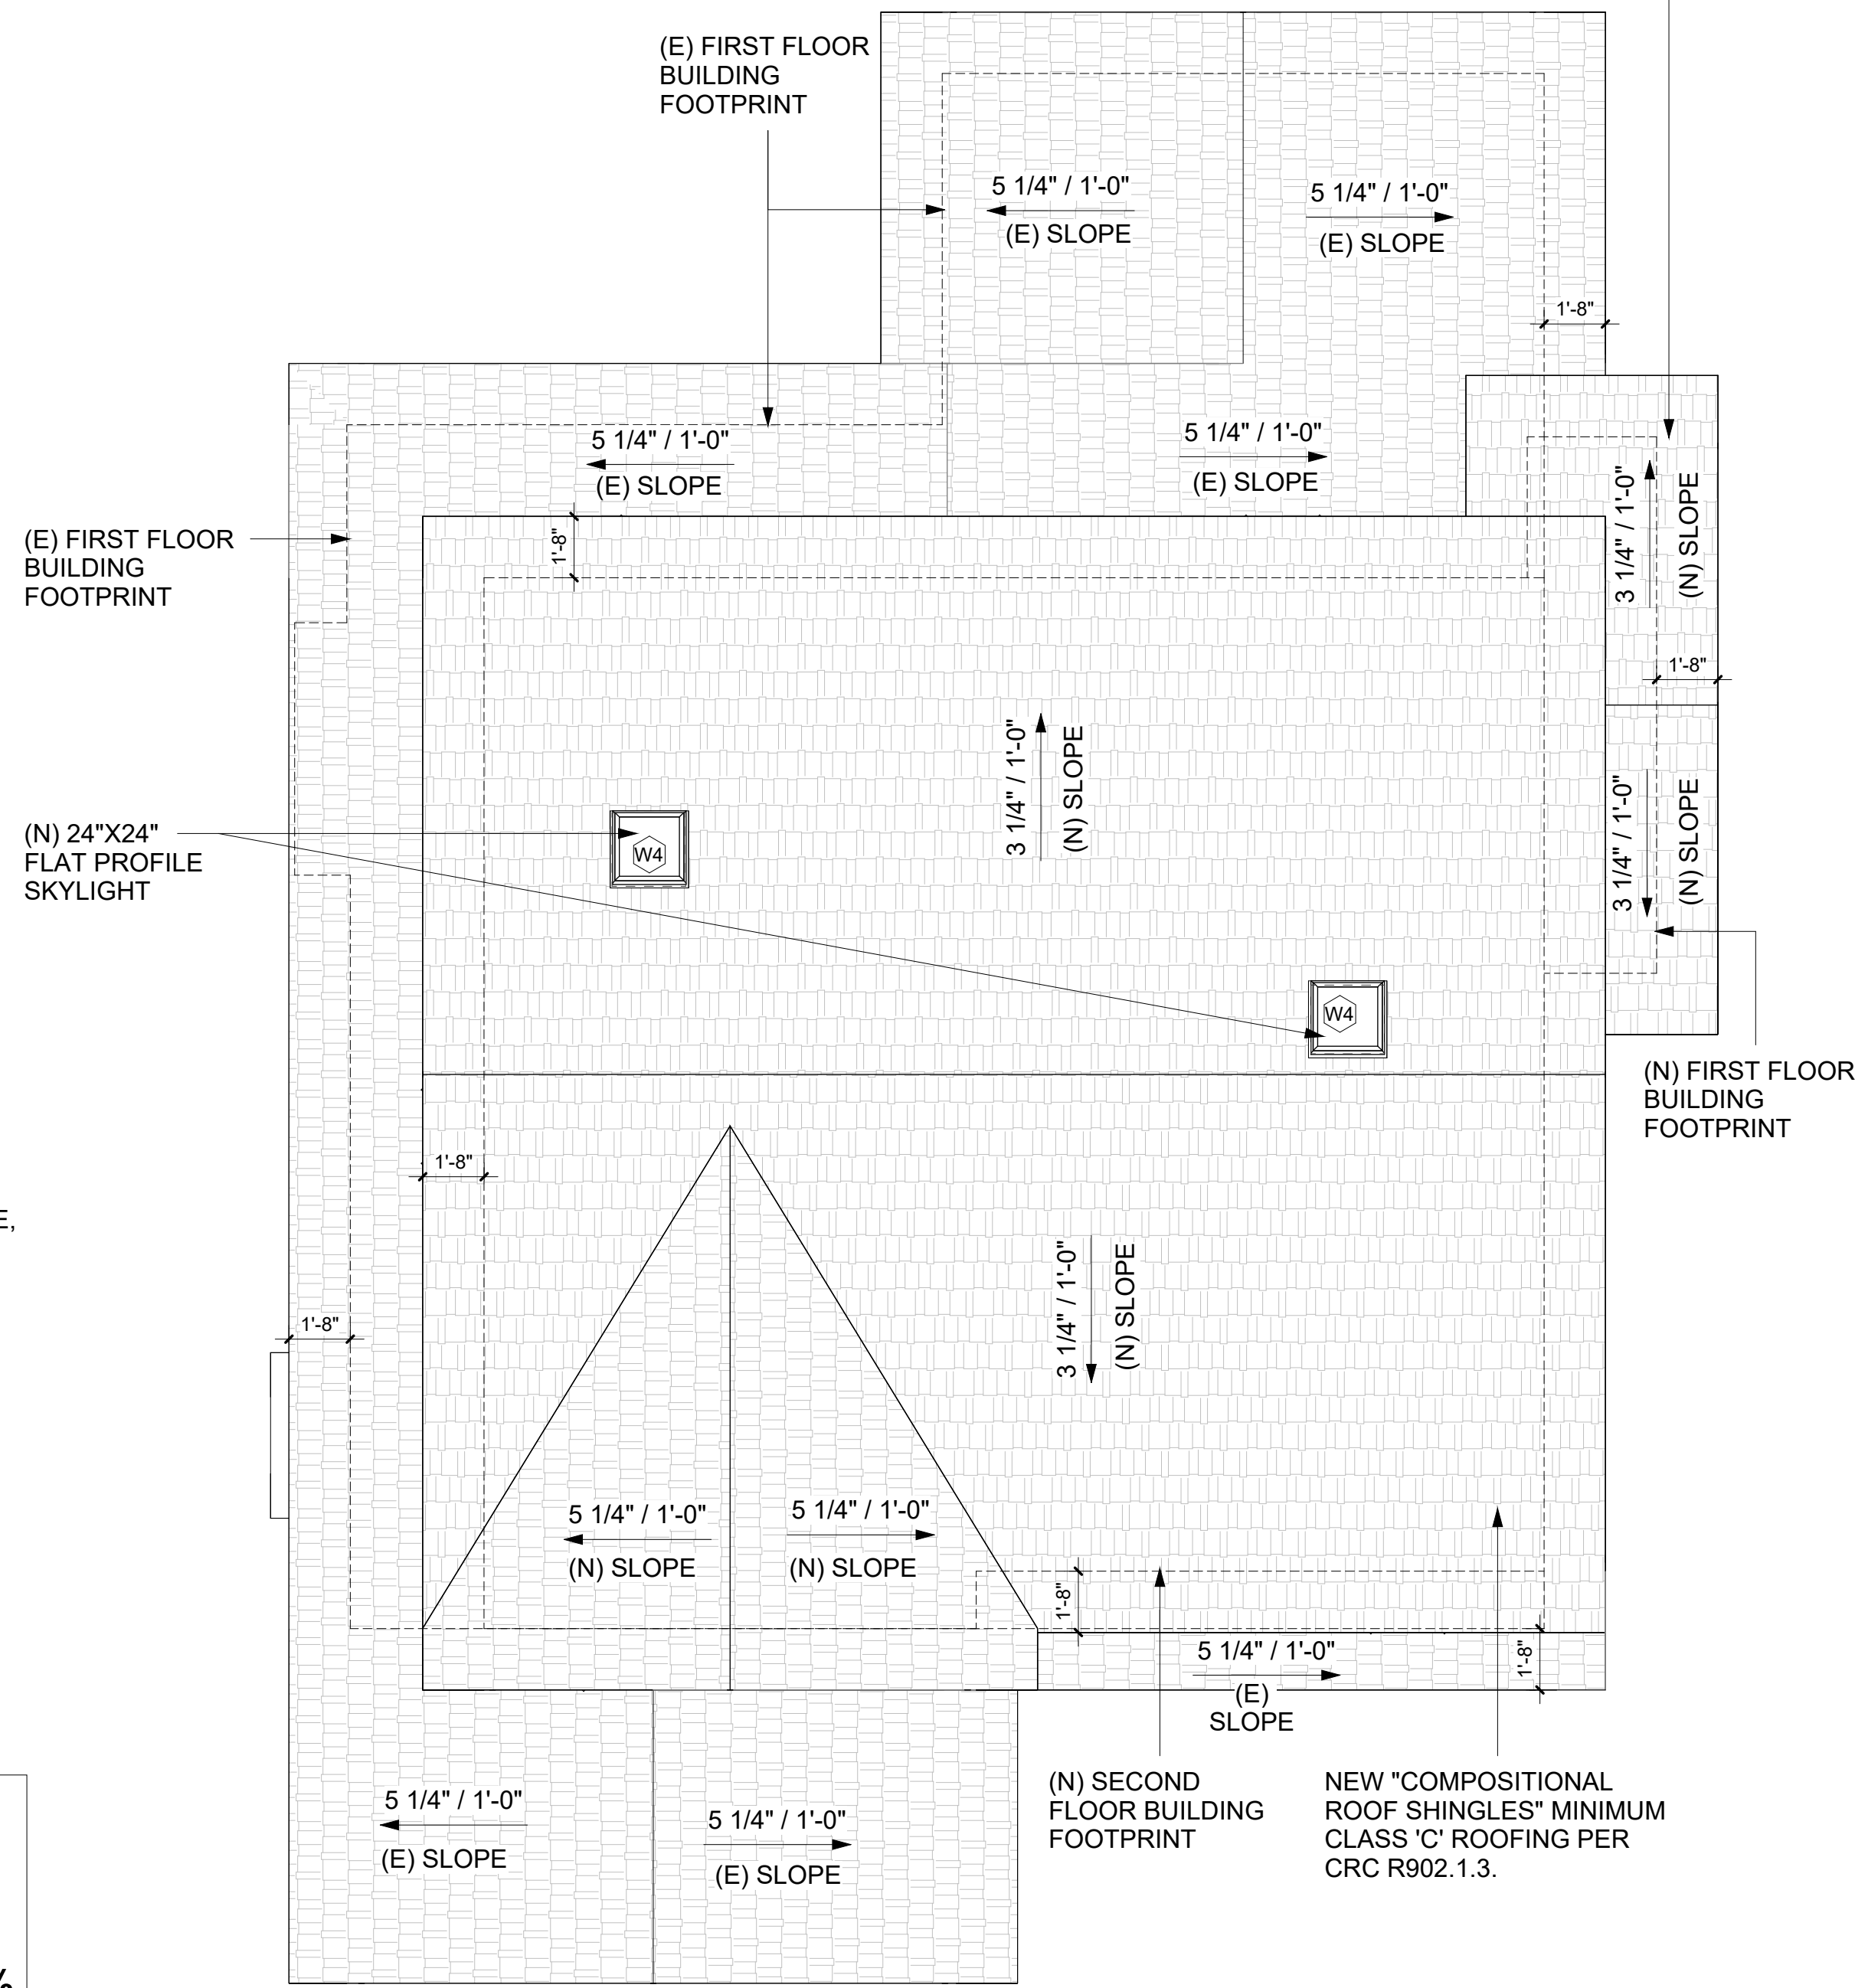 (E) FIRST FLOOR
BUILDING
FOOTPRINT
5 1/4" / 1'-0"
(E) SLOPE
5 1/4" / 1'-0"
(E) SLOPE
1'-8"
5 1/4" / 1'-0"
(E) SLOPE
5 1/4" / 1'-0"
(E) SLOPE
3 1/4" / 1'-0"
(N) SLOPE
(E) FIRST FLOOR
BUILDING
FOOTPRINT
1'-8"
1'-8"
3 1/4" / 1'-0"
(N) SLOPE
3 1/4" / 1'-0"
(N) SLOPE
(N) 24"X24"
FLAT PROFILE
SKYLIGHT
W4
W4
(N) FIRST FLOOR
BUILDING
FOOTPRINT
1'-8"
E,
3 1/4" / 1'-0"
(N) SLOPE
1'-8"
5 1/4" / 1'-0"
(N) SLOPE
5 1/4" / 1'-0"
(N) SLOPE
1'-8"
5 1/4" / 1'-0"
(E)
SLOPE
1'-8"
5 1/4" / 1'-0"
(E) SLOPE
5 1/4" / 1'-0"
(E) SLOPE
(N) SECOND
FLOOR BUILDING
FOOTPRINT
NEW "COMPOSITIONAL
ROOF SHINGLES" MINIMUM
CLASS 'C' ROOFING PER
CRC R902.1.3.
%